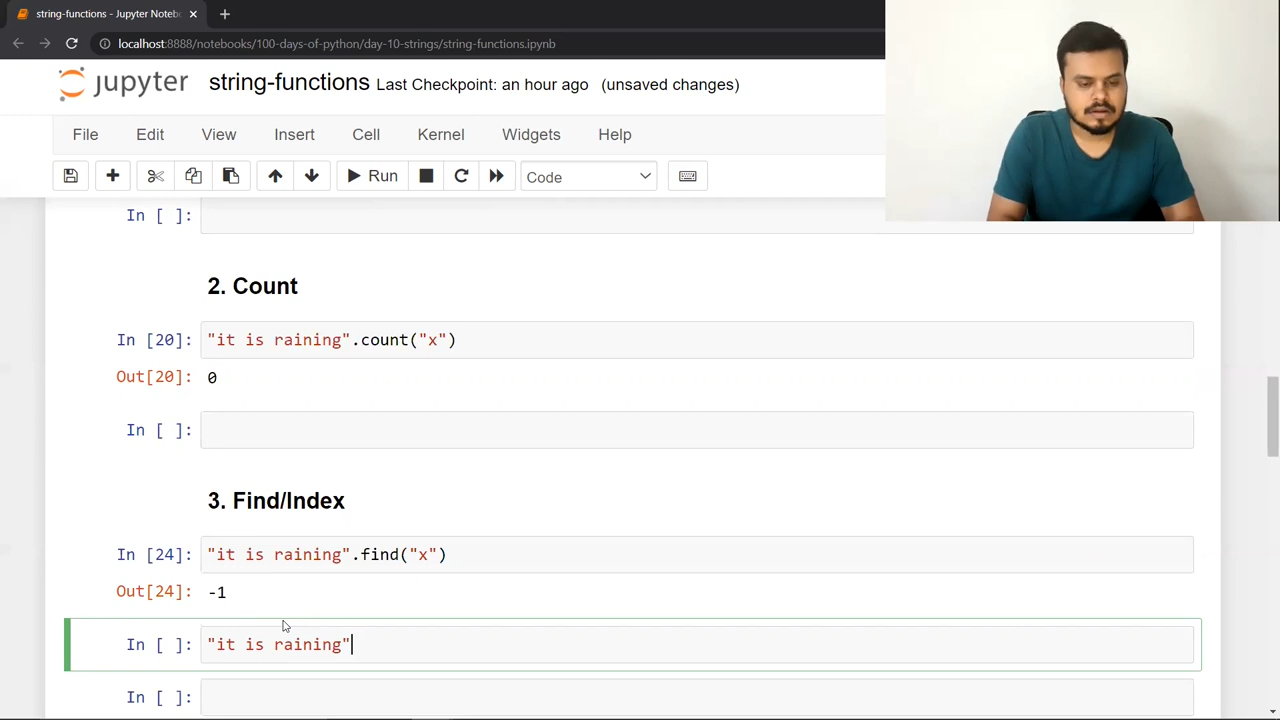 string-functions - Jupyter Notebo
localhost:8888/notebooks/100-days-of-python/day-10-strings/string-functions.ipynb
jupyter string-functions Last Checkpoint: an hour ago (unsaved changes)
File Edit View Insert Cell Kernel Widgets Help
Run Code
In [ ]:
2. Count
In [20]: "it is raining".count("x")
Out[20]: 0
In [ ]:
3. Find/Index
In [24]: "it is raining".find("x")
Out[24]: -1
In [ ]: "it is raining"
In [ ]: